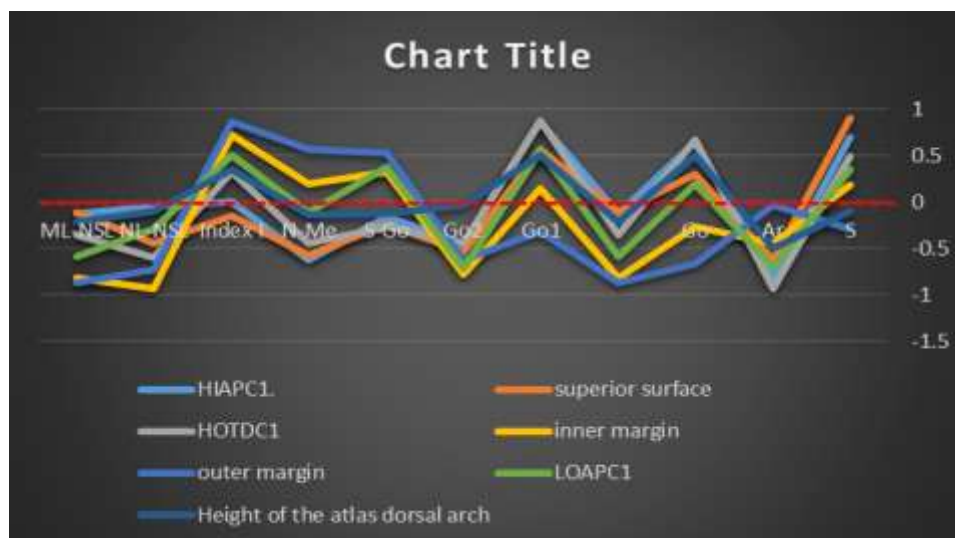 Chart Title
1
0.5
0
ML-NSL NL-NSL Index I N-Me S-Go Go2 Go1 Go Ar S
-0.5
-1
-1.5
HIAPC1. superior surface
HOTDC1 inner margin
outer margin LOAPC1
Height of the atlas dorsal arch